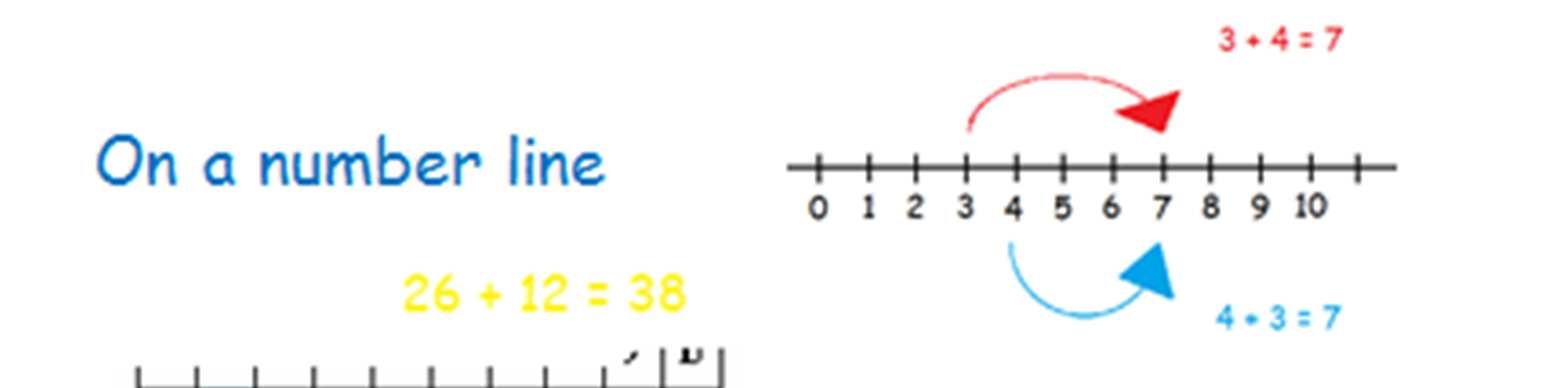 On a number line
26 + 12 = 38
3 + 4 = 7
0 1 2 3 4 5 6 7 8 9 10
4 + 3 = 7